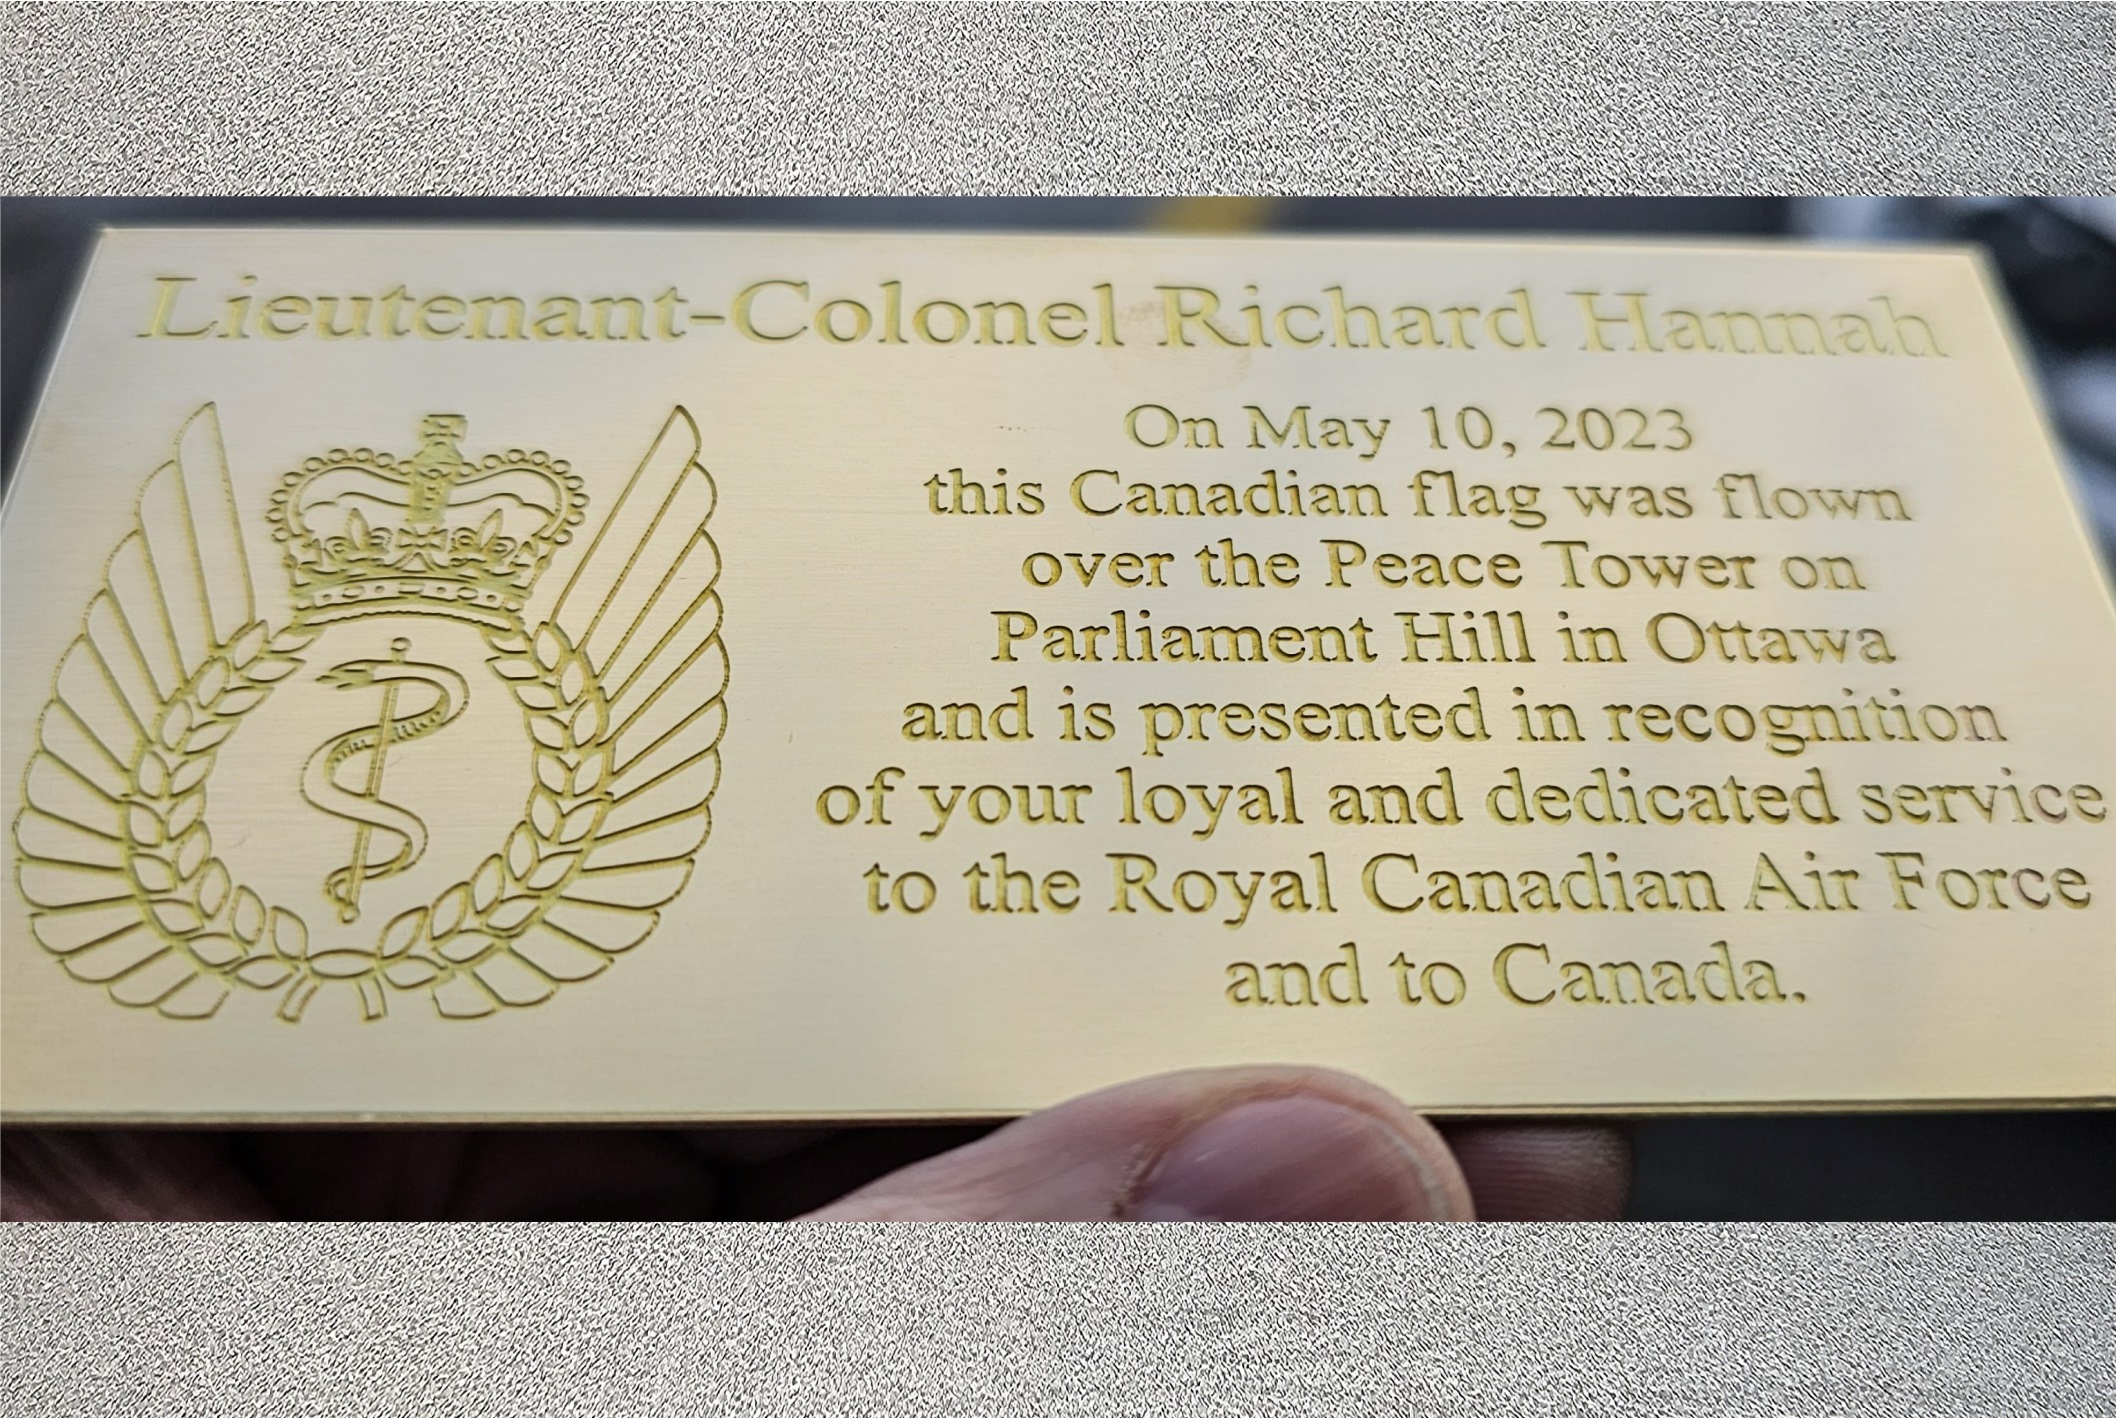 Lieutenant-Colonel Richard Hannah
On May 10, 2023
this Canadian flag was flown
over the Peace Tower on
Parliament Hill in Ottawa
and is presented in recognition
of your loyal and dedicated service
to the Royal Canadian Air Force
and to Canada.